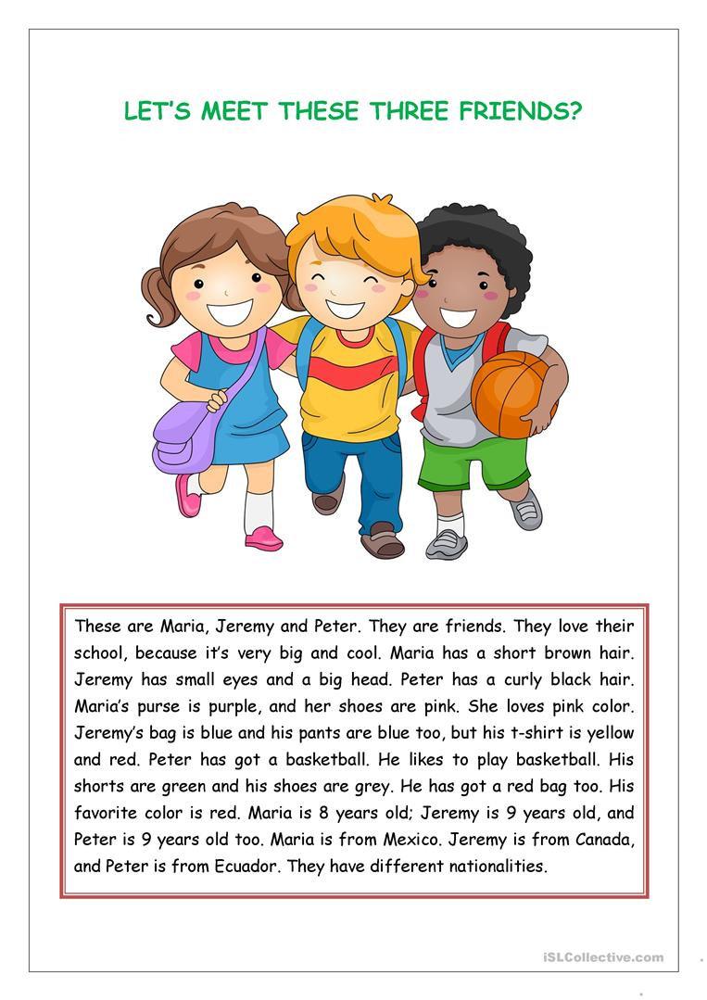 LET'S MEET THESE THREE FRIENDS?
These are Maria, Jeremy and Peter. They are friends. They love their
school, because it's very big and cool. Maria has a short brown hair.
Jeremy has small eyes and a big head. Peter has a curly black hair.
Maria's purse is purple, and her shoes are pink. She loves pink color.
Jeremy's bag is blue and his pants are blue too, but his t-shirt is yellow
and red. Peter has got a basketball. He likes to play basketball. His
shorts are green and his shoes are grey. He has got a red bag too. His
favorite color is red. Maria is 8 years old; Jeremy is 9 years old, and
Peter is 9 years old too. Maria is from Mexico. Jeremy is from Canada,
and Peter is from Ecuador. They have different nationalities.
iSLCollective.com